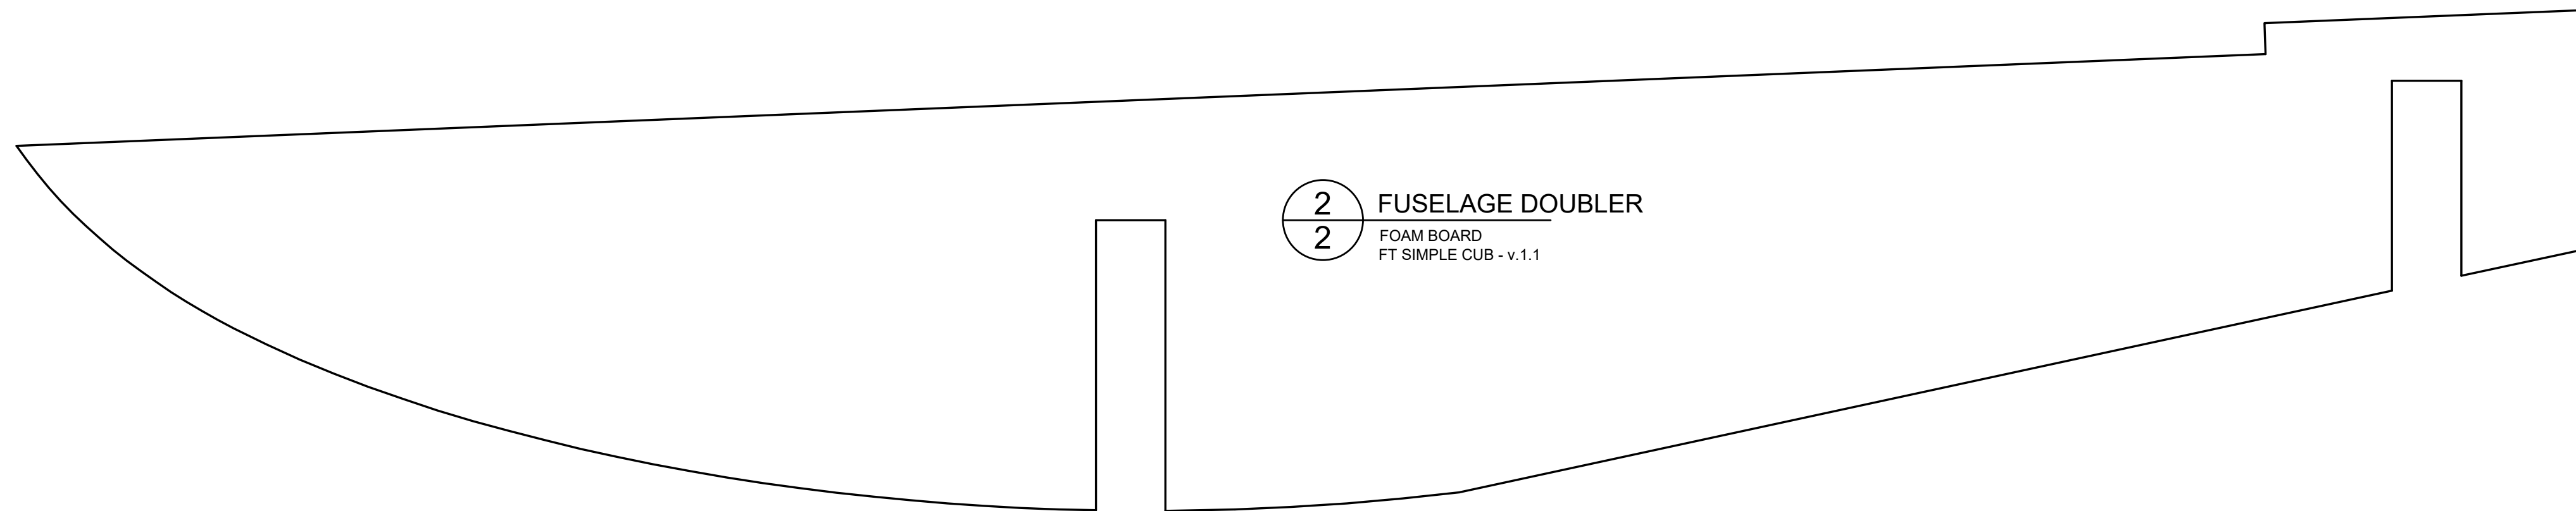 2
2
FUSELAGE DOUBLER
FOAM BOARD
FT SIMPLE CUB - v.1.1